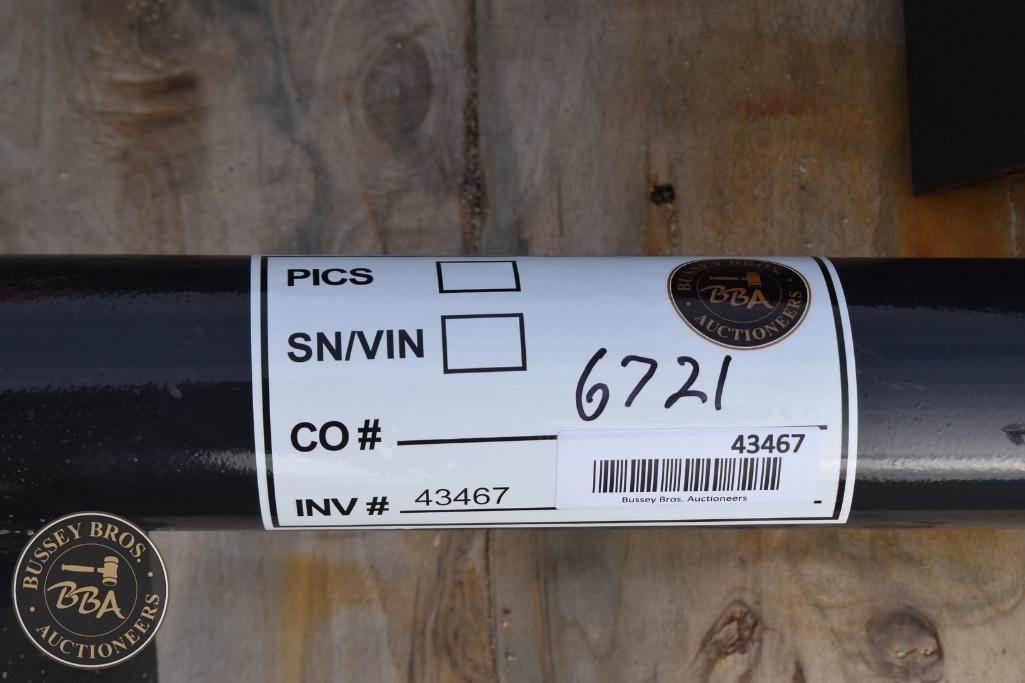 PICS
BUSSEY BROS.
BBA
AUCTIONEERS
SN/VIN
6721
CO #
43467
INV # 43467
Bussey Bros. Auctioneers
BUSSEY BROS.
BBA
AUCTIONEERS